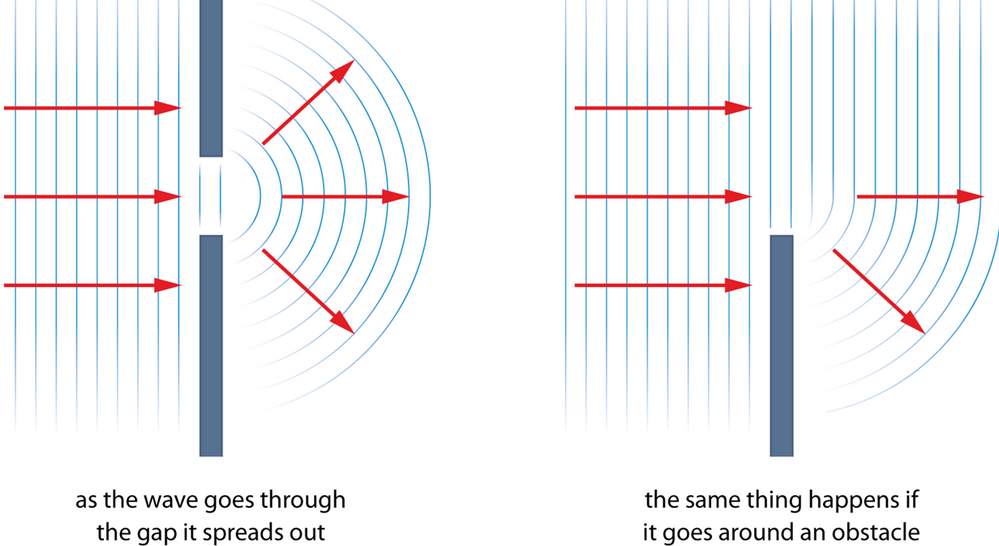 as the wave goes through
the gap it spreads out
the same thing happens if
it goes around an obstacle